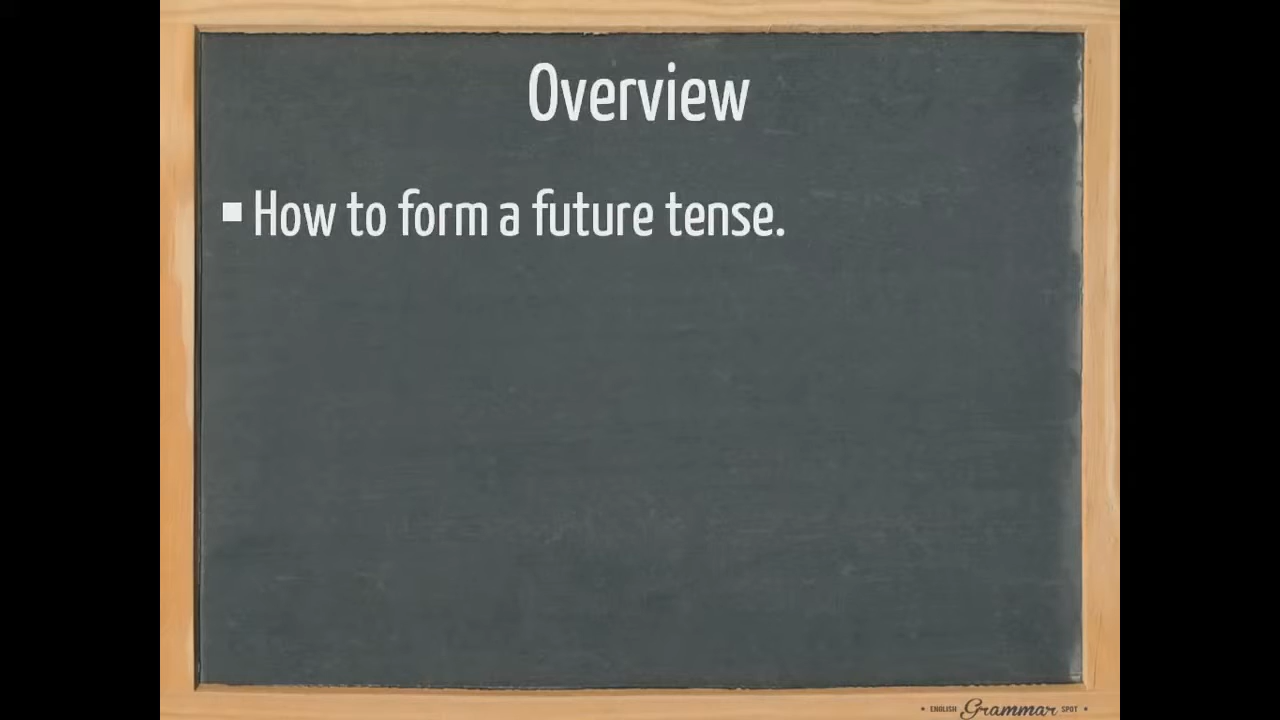 Overview
▪ How to form a future tense.
• ENGLISH Grammar SPOT •